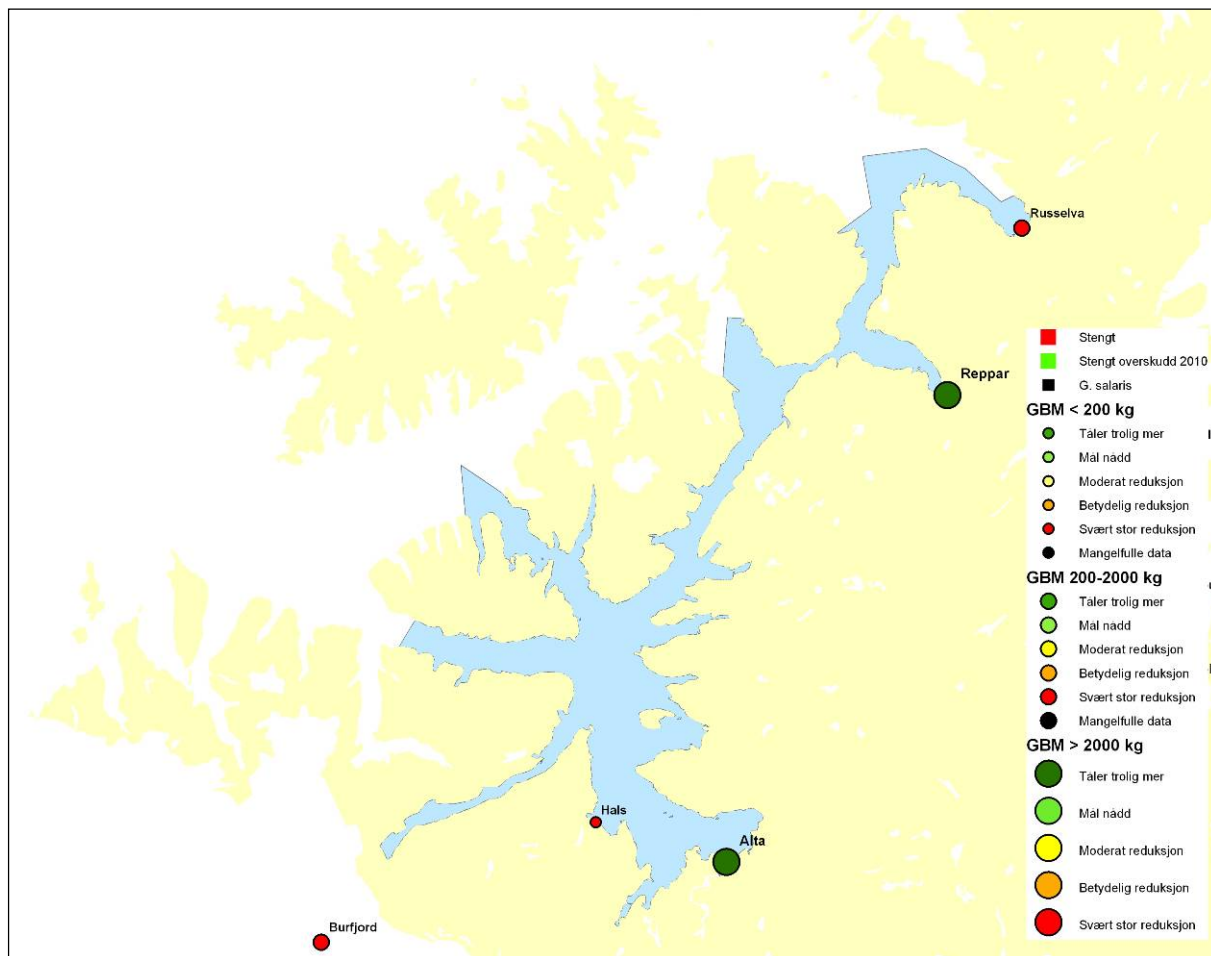 Russelva
Reppar
Hals
Alta
Burfjord
Stengt
Stengt overskudd 2010
G. salaris
GBM < 200 kg
Tåler trolig mer
Mål nådd
Moderat reduksjon
Betydelig reduksjon
Svært stor reduksjon
Mangelfulle data
GBM 200-2000 kg
Tåler trolig mer
Mål nådd
Moderat reduksjon
Betydelig reduksjon
Svært stor reduksjon
Mangelfulle data
GBM > 2000 kg
Tåler trolig mer
Mål nådd
Moderat reduksjon
Betydelig reduksjon
Svært stor reduksjon